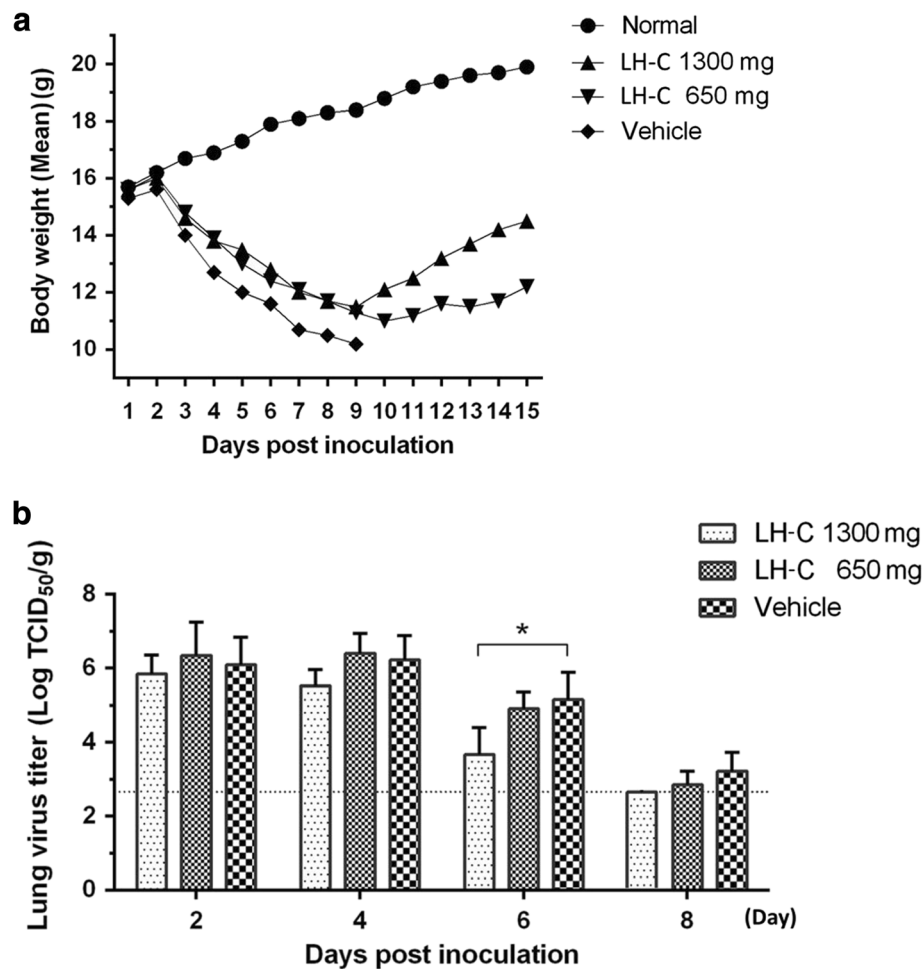 a
Normal
LH-C 1300 mg
LH-C 650 mg
Vehicle
Body weight (Mean) (g)
20
18
16
14
12
10
1 2 3 4 5 6 7 8 9 10 11 12 13 14 15
Days post inoculation
b
LH-C 1300 mg
LH-C 650 mg
Vehicle
Lung virus titer (Log TCID50/g)
8
6
4
2
0
*
2 4 6 8 (Day)
Days post inoculation